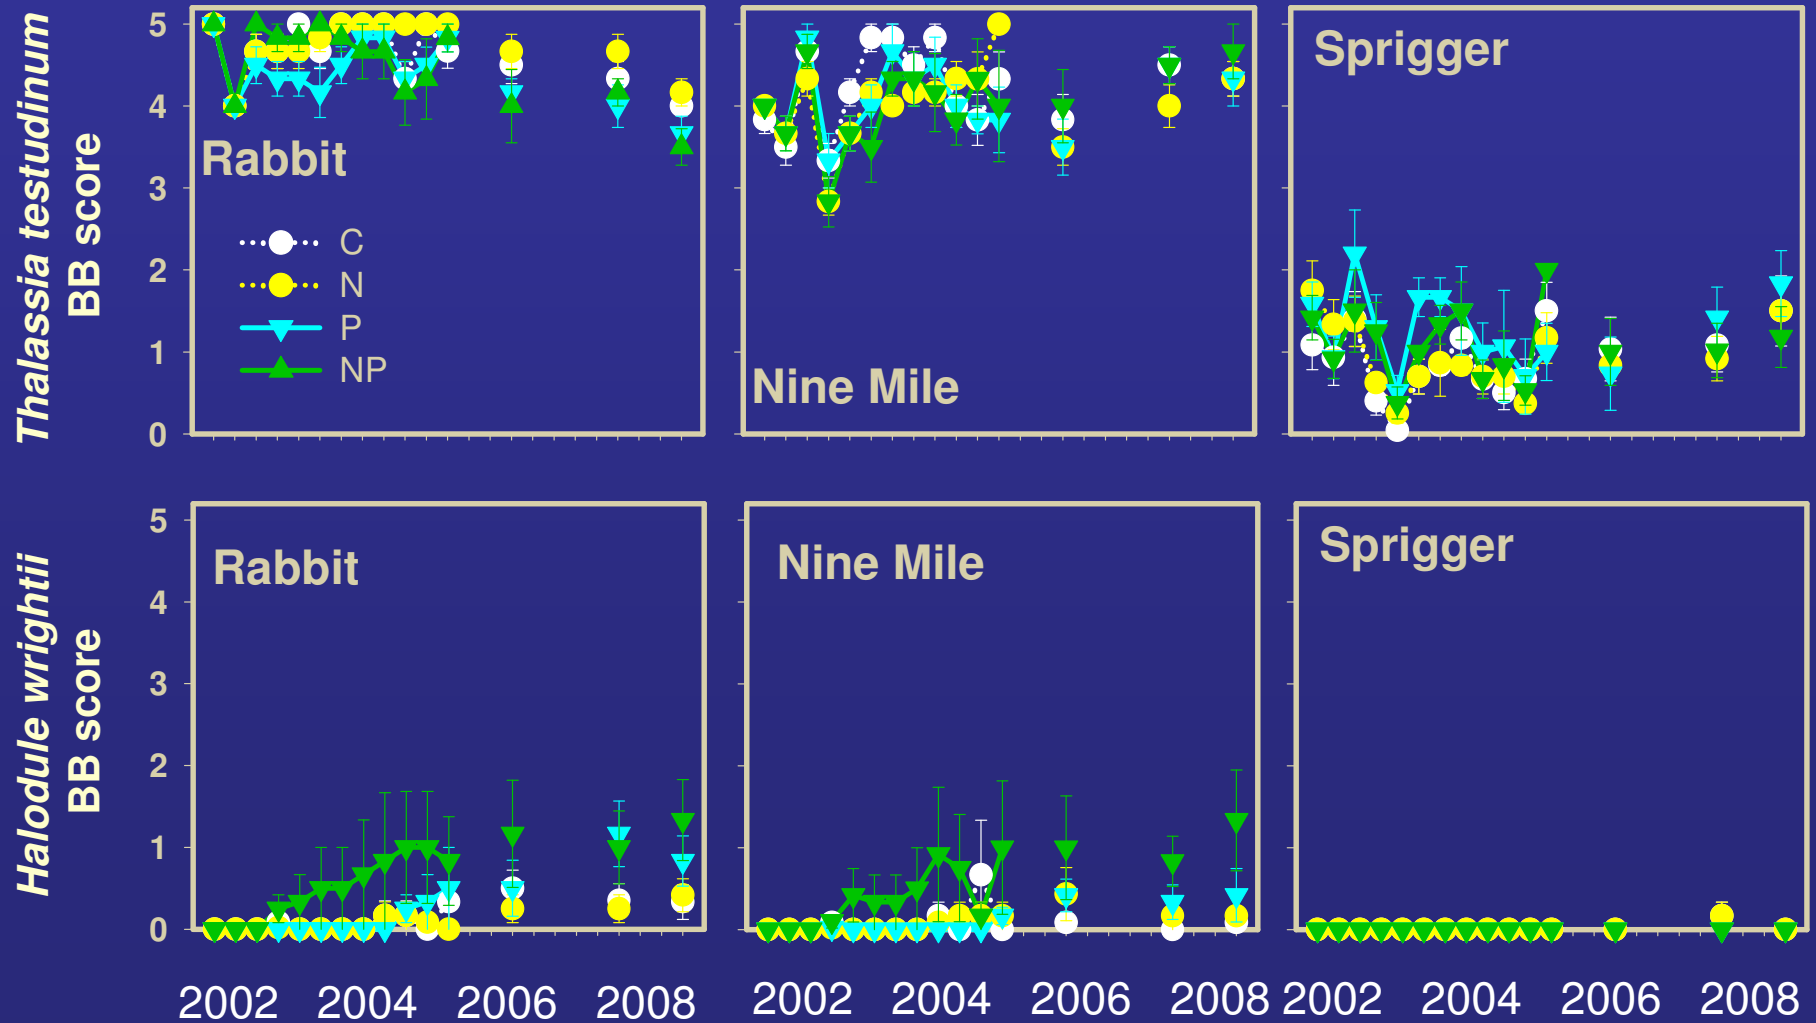 Thalassia testudinum
BB score
5
4
3
2
1
0
Rabbit
C
N
P
NP
Nine Mile
Sprigger
Halodule wrightii
BB score
5
4
3
2
1
0
Rabbit
Nine Mile
Sprigger
2002 2004 2006 2008
2002 2004 2006 2008
2002 2004 2006 2008